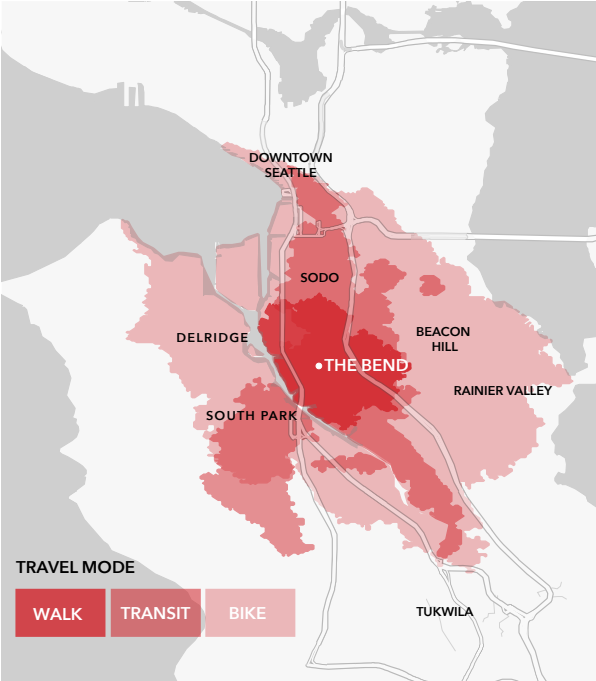 DOWNTOWN
SEATTLE
SODO
DELRIDGE
BEACON
HILL
THE BEND
RAINIER VALLEY
SOUTH PARK
TRAVEL MODE
WALK
TRANSIT
BIKE
TUKWILA